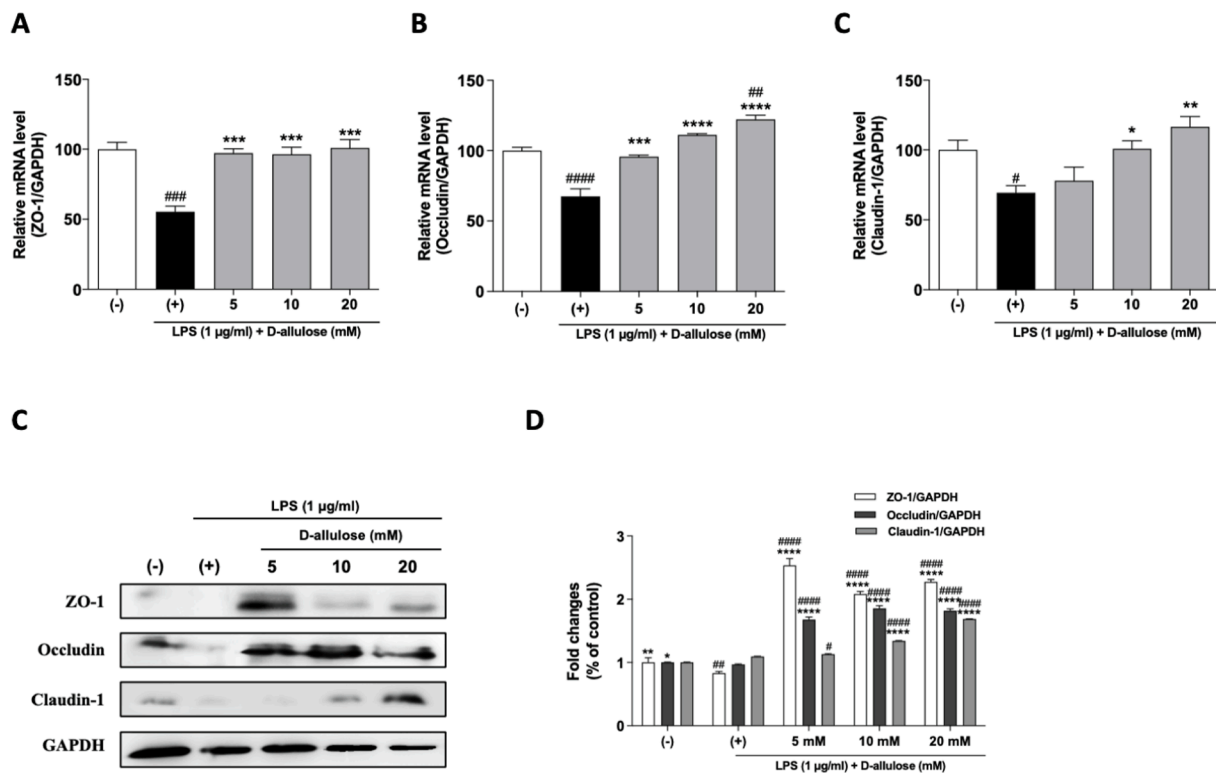 A
B
C
Relative mRNA level
(ZO-1/GAPDH)
150
100
50
0
###
***
***
***
(-)
(+)
5
10
20
LPS (1 µg/ml) + D-allulose (mM)
Relative mRNA level
(Occludin/GAPDH)
150
100
50
0
####
***
****
##
****
(-)
(+)
5
10
20
LPS (1 µg/ml) + D-allulose (mM)
Relative mRNA level
(Claudin-1/GAPDH)
150
100
50
0
#
*
**
(-)
(+)
5
10
20
LPS (1 µg/ml) + D-allulose (mM)
C
D
LPS (1 µg/ml)
D-allulose (mM)
(-) (+) 5 10 20
ZO-1
Occludin
Claudin-1
GAPDH
ZO-1/GAPDH
Occludin/GAPDH
Claudin-1/GAPDH
Fold changes
(% of control)
3
2
1
0
**
*
##
####
****
####
****
#
####
****
####
****
####
****
####
****
####
****
####
****
(-)
(+)
5 mM
10 mM
20 mM
LPS (1 µg/ml) + D-allulose (mM)